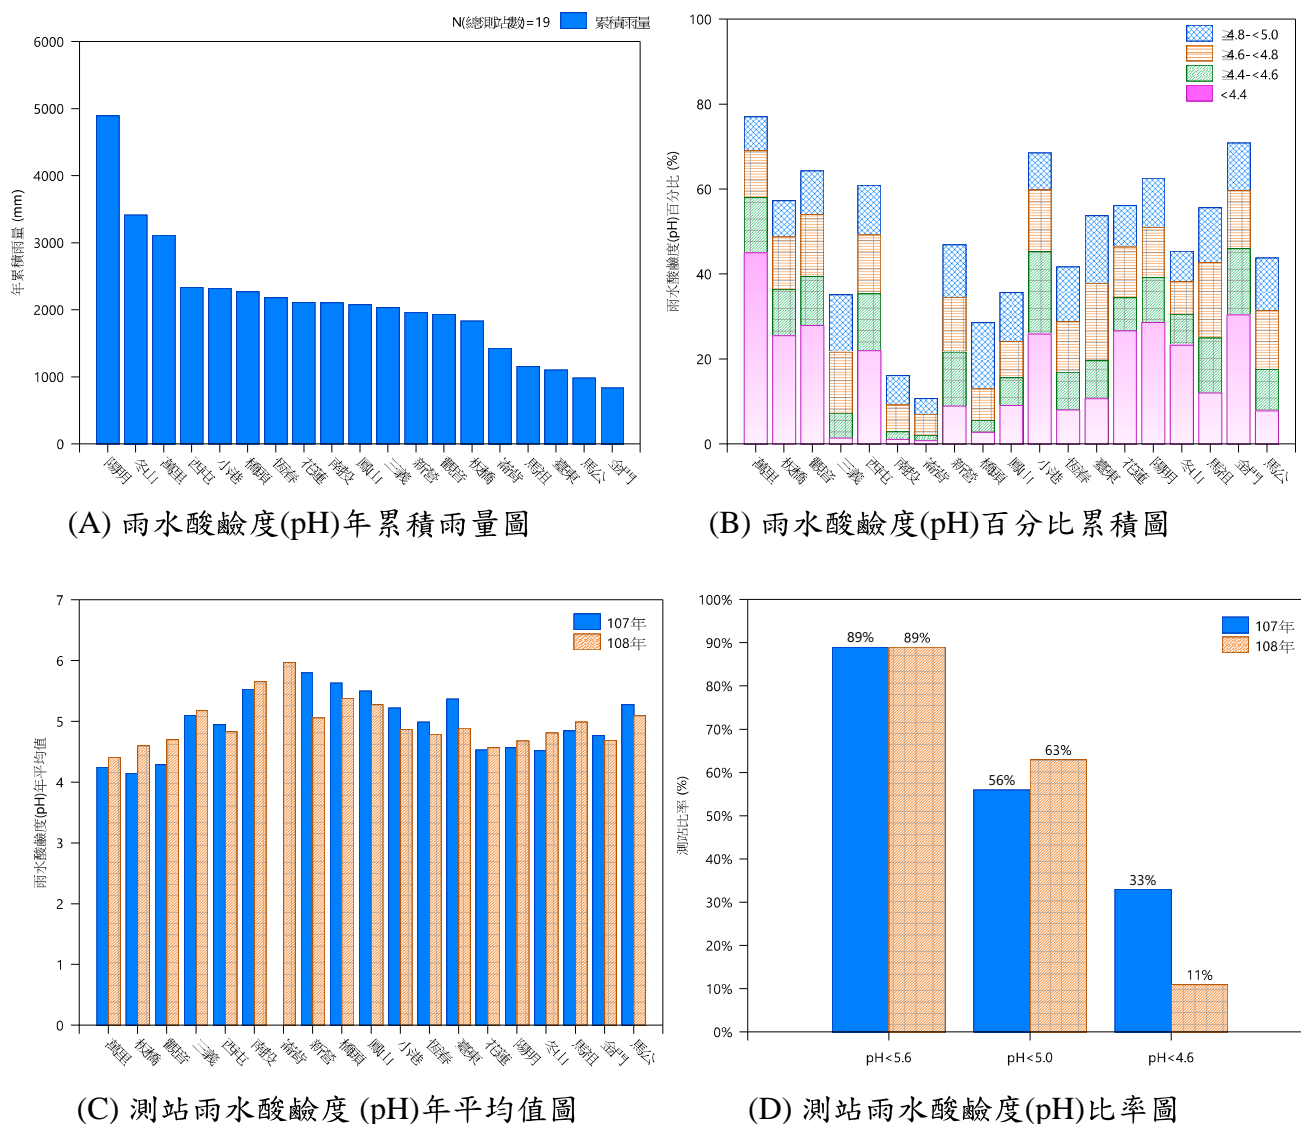 N(總測站數)=19 累積雨量
6000
5000
4000
3000
2000
1000
0
年累積雨量 (mm)
陽明 冬山 萬里 西屯 小港 橋頭 恆春 花蓮 南投 鳳山 三義 新營 觀音 板橋 崙背 馬祖 臺東 馬公 金門
(A) 雨水酸鹼度(pH)年累積雨量圖
100
80
60
40
20
0
雨水酸鹼度(pH)百分比 (%)
≧4.8-<5.0
≧4.6-<4.8
≧4.4-<4.6
<4.4
萬里 板橋 觀音 三義 西屯 南投 崙背 新營 橋頭 鳳山 小港 恆春 臺東 花蓮 陽明 冬山 馬祖 金門 馬公
(B) 雨水酸鹼度(pH)百分比累積圖
7
6
5
4
3
2
1
0
雨水酸鹼度(pH)年平均值
107年
108年
萬里 板橋 觀音 三義 西屯 南投 崙背 新營 橋頭 鳳山 小港 恆春 臺東 花蓮 陽明 冬山 馬祖 金門 馬公
(C) 測站雨水酸鹼度 (pH)年平均值圖
100%
90%
80%
70%
60%
50%
40%
30%
20%
10%
0%
測站比率 (%)
107年
108年
89% 89%
56% 63%
33% 11%
pH<5.6 pH<5.0 pH<4.6
(D) 測站雨水酸鹼度(pH)比率圖